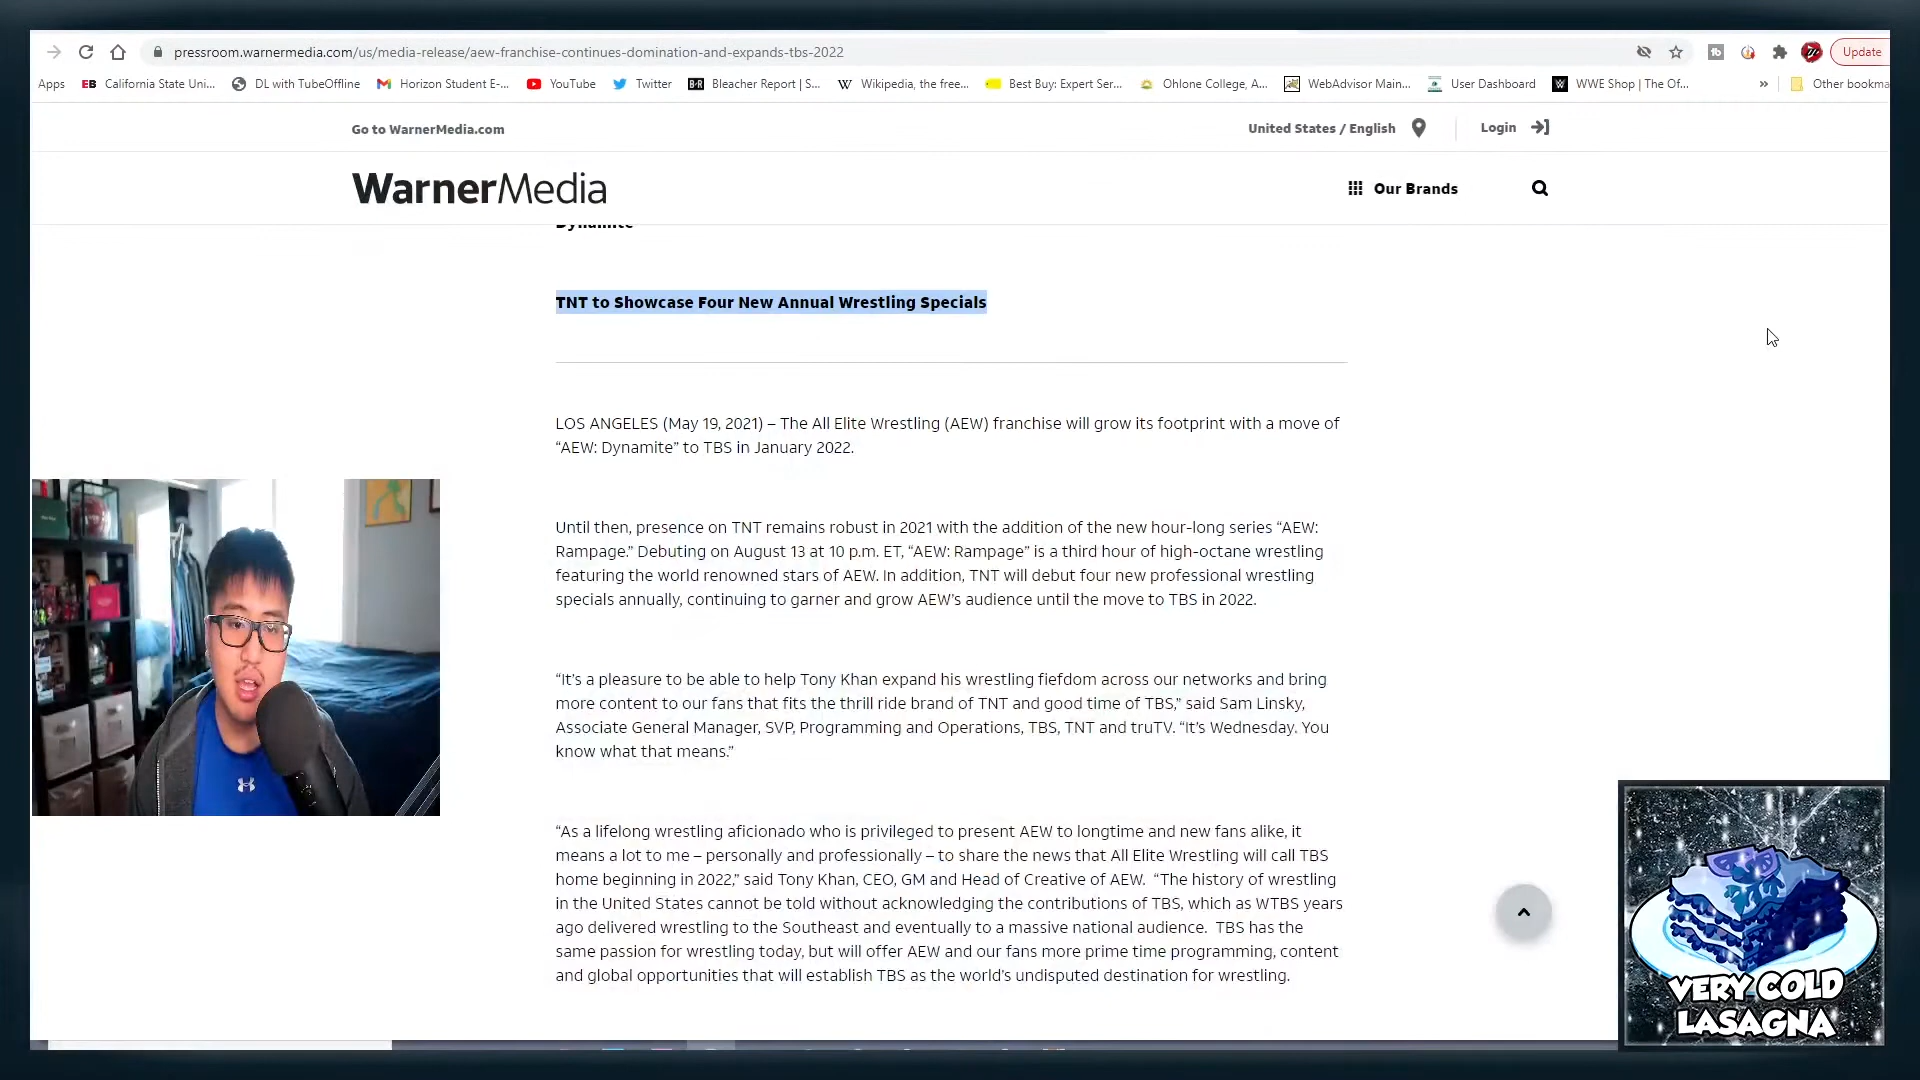 pressroom.warnermedia.com/us/media-release/aew-franchise-continues-domination-and-expands-tbs-2022
Update
Apps
California State Uni...
DL with TubeOffline
Horizon Student E-...
YouTube
Twitter
B·R
Bleacher Report | S...
Wikipedia, the free...
Best Buy: Expert Ser...
Ohlone College, A...
WebAdvisor Main...
User Dashboard
WWE Shop | The Of...
»
Other bookma
Go to WarnerMedia.com
United States / English
Login
WarnerMedia
Our Brands
Dynamite
TNT to Showcase Four New Annual Wrestling Specials
LOS ANGELES (May 19, 2021) – The All Elite Wrestling (AEW) franchise will grow its footprint with a move of
“AEW: Dynamite” to TBS in January 2022.
Until then, presence on TNT remains robust in 2021 with the addition of the new hour-long series “AEW:
Rampage.” Debuting on August 13 at 10 p.m. ET, “AEW: Rampage” is a third hour of high-octane wrestling
featuring the world renowned stars of AEW. In addition, TNT will debut four new professional wrestling
specials annually, continuing to garner and grow AEW’s audience until the move to TBS in 2022.
“It’s a pleasure to be able to help Tony Khan expand his wrestling fiefdom across our networks and bring
more content to our fans that fits the thrill ride brand of TNT and good time of TBS,” said Sam Linsky,
Associate General Manager, SVP, Programming and Operations, TBS, TNT and truTV. “It’s Wednesday. You
know what that means.”
“As a lifelong wrestling aficionado who is privileged to present AEW to longtime and new fans alike, it
means a lot to me – personally and professionally – to share the news that All Elite Wrestling will call TBS
home beginning in 2022,” said Tony Khan, CEO, GM and Head of Creative of AEW.  “The history of wrestling
in the United States cannot be told without acknowledging the contributions of TBS, which as WTBS years
ago delivered wrestling to the Southeast and eventually to a massive national audience.  TBS has the
same passion for wrestling today, but will offer AEW and our fans more prime time programming, content
and global opportunities that will establish TBS as the world’s undisputed destination for wrestling.
VERY COLD
LASAGNA